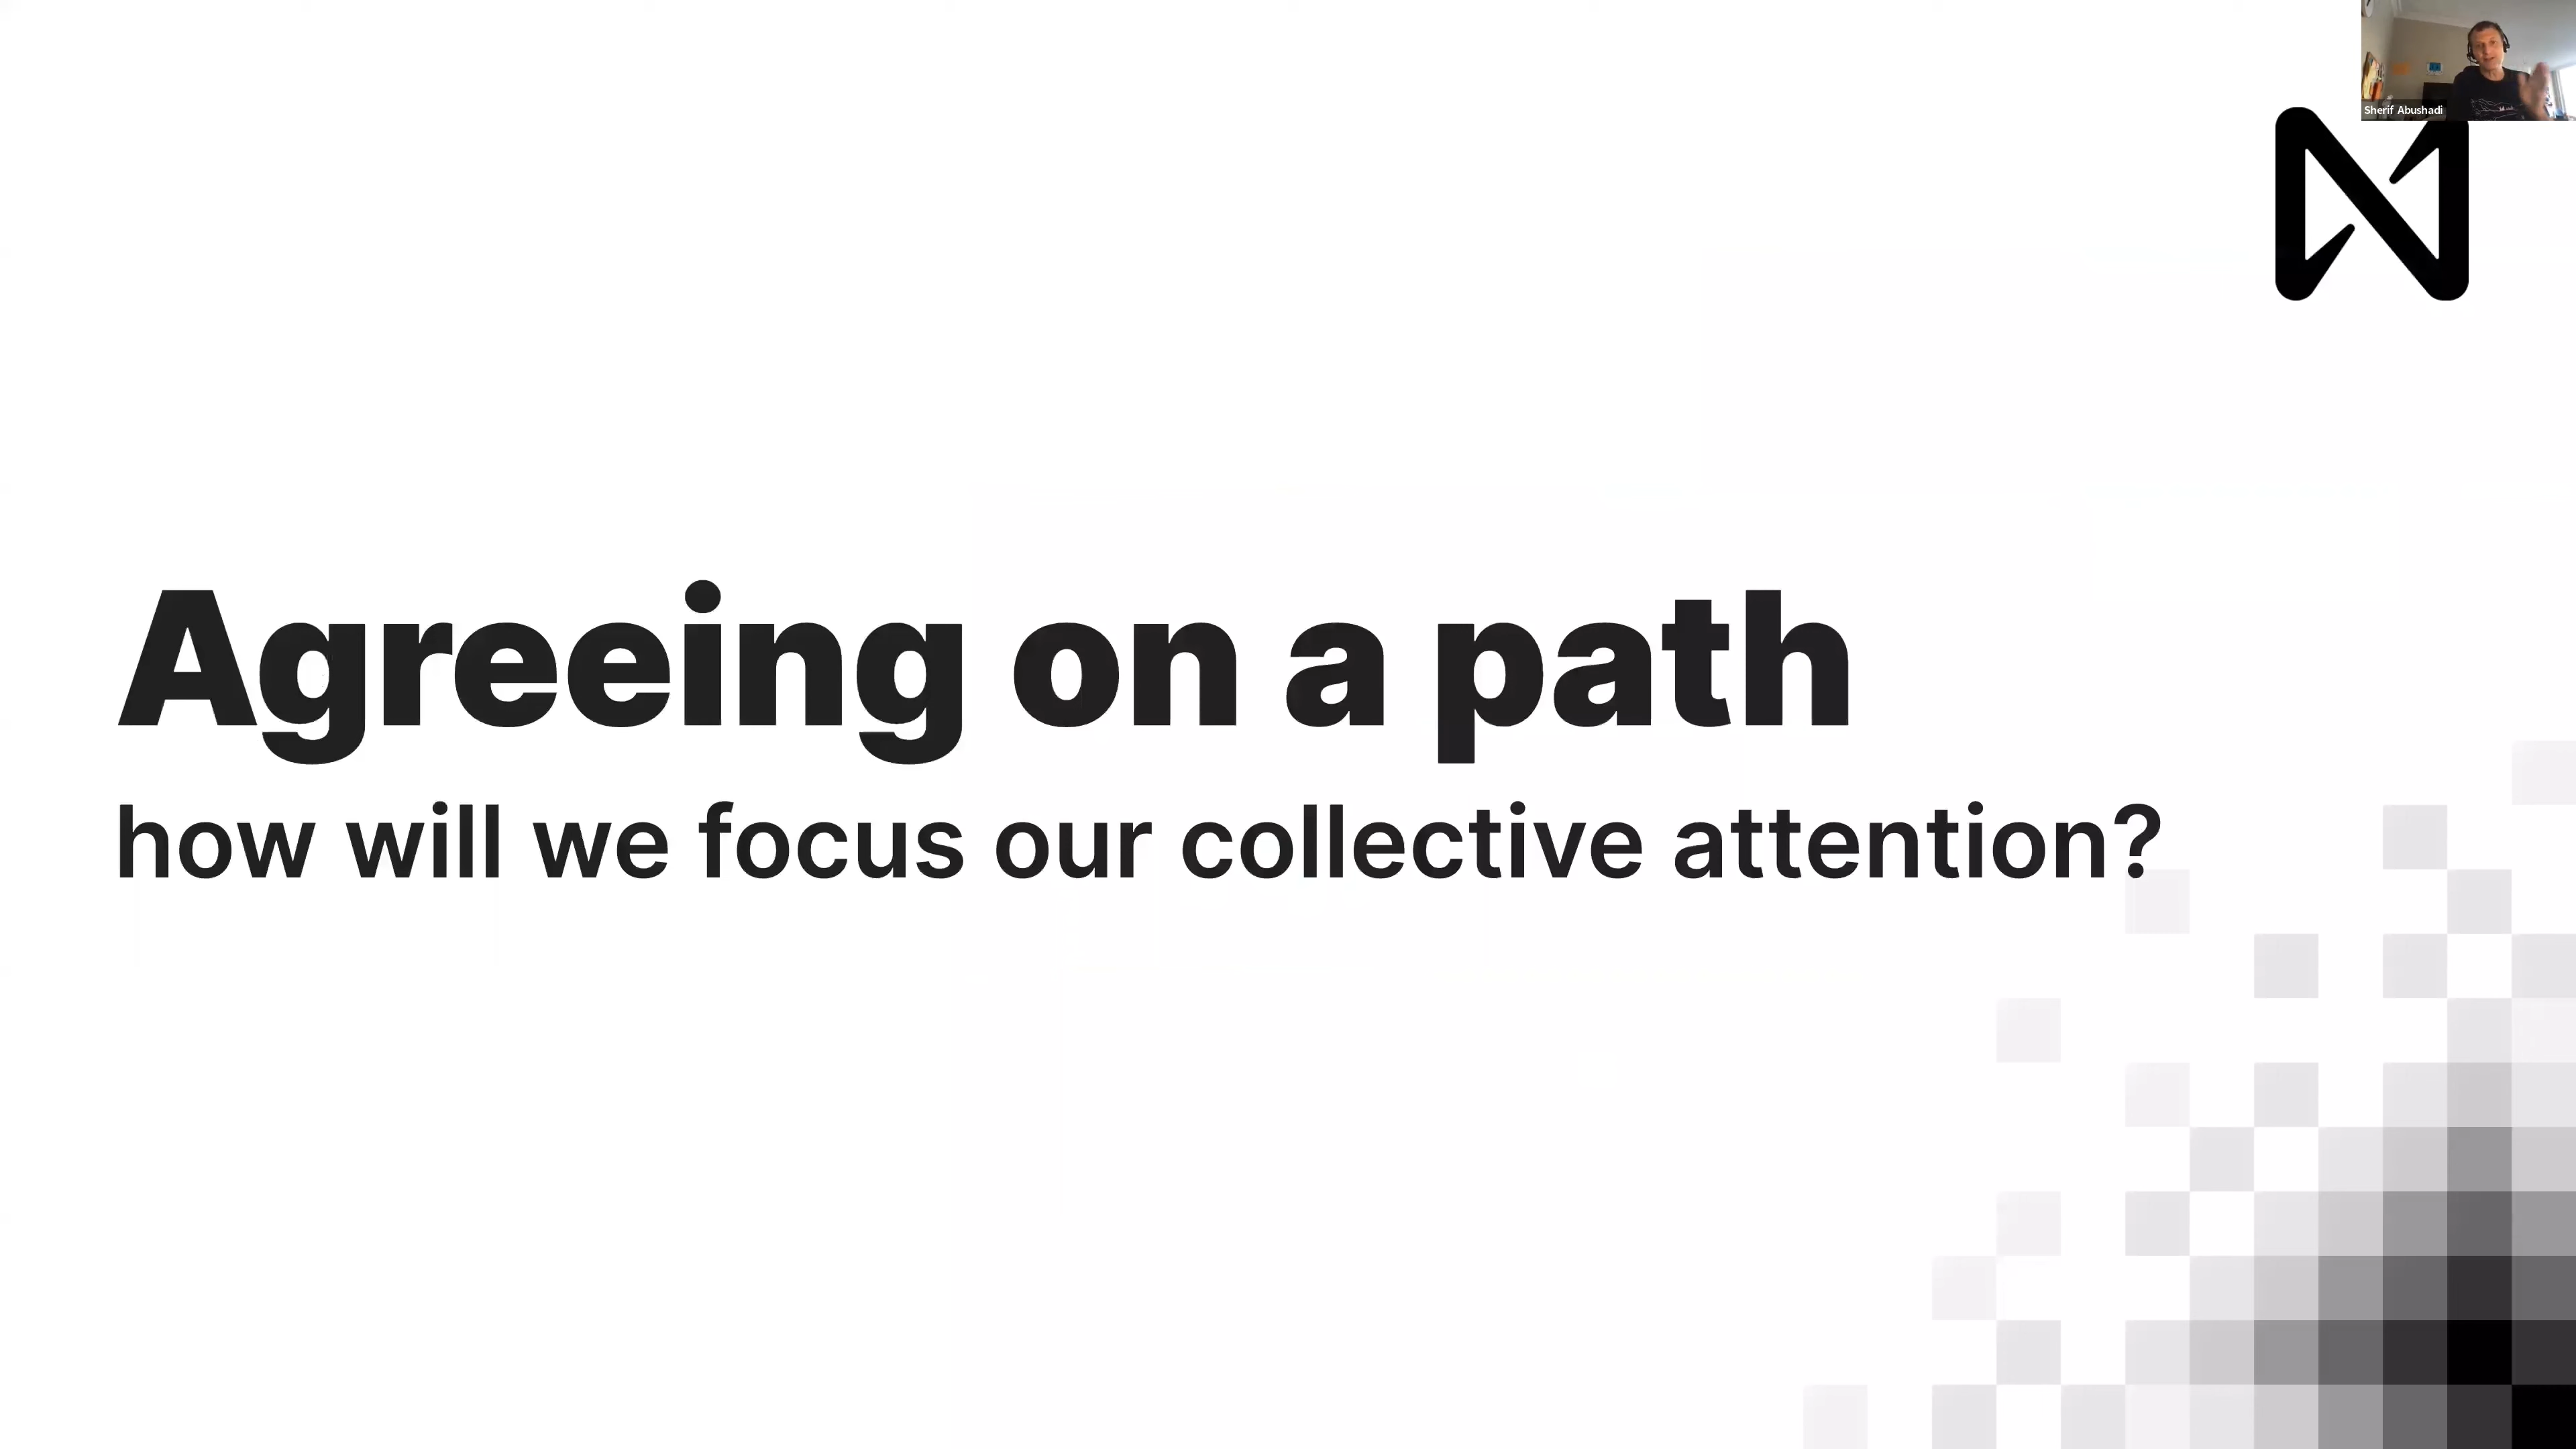 Sherif Abushadi
Agreeing on a path
how will we focus our collective attention?